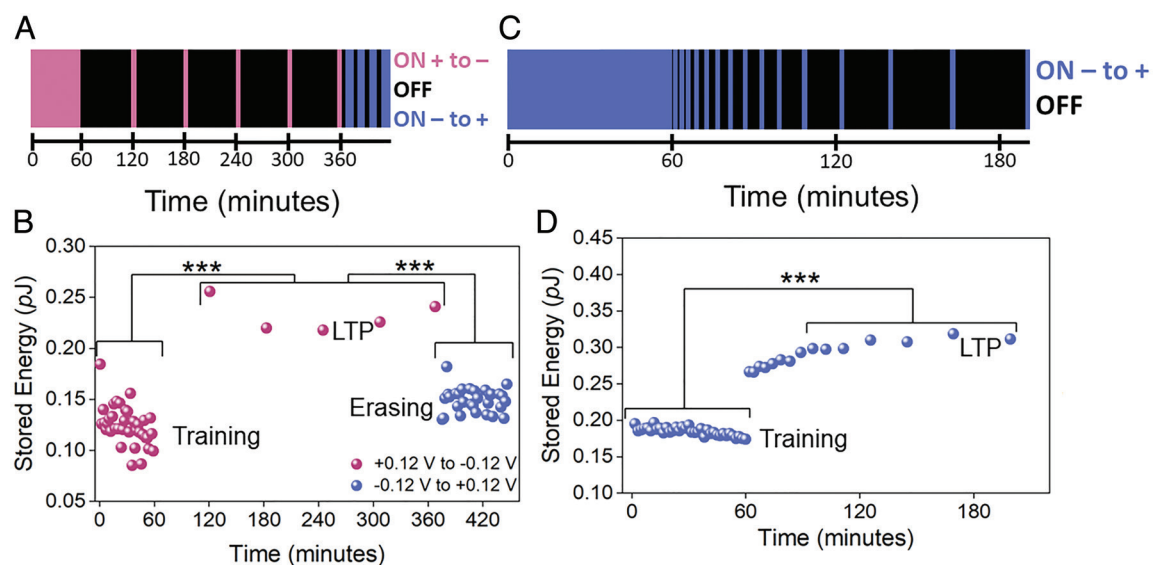 A
ON + to –
OFF
ON – to +
0 60 120 180 240 300 360
Time (minutes)
C
ON – to +
OFF
0 60 120 180
Time (minutes)
B
Stored Energy (pJ)
0.30
0.25
0.20
0.15
0.10
0.05
*** ***
LTP
Training
Erasing
+0.12 V to -0.12 V
-0.12 V to +0.12 V
0 60 120 180 240 300 360 420
Time (minutes)
D
Stored Energy (pJ)
0.45
0.40
0.35
0.30
0.25
0.20
0.15
0.10
***
LTP
Training
0 60 120 180
Time (minutes)